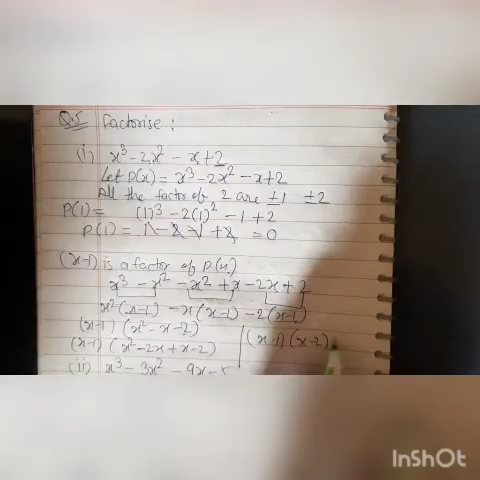 Q.5 Factorise :
(i) x³ - 2x² - x + 2
Let P(x) = x³ - 2x² - x + 2
All the factor of 2 are ±1 ±2
P(1) = (1)³ - 2(1)² - 1 + 2
P(1) = 1 - 2 - 1 + 2 = 0
(x-1) is a factor of P(x)
x³ - x² - x² + x - 2x + 2
x²(x-1) - x(x-1) - 2(x-1)
(x-1) (x² - x - 2)
(x-1) (x² - 2x + x - 2)
(x-1) (x-2)
(ii) x³ - 3x² - 9x - 5
InShOt